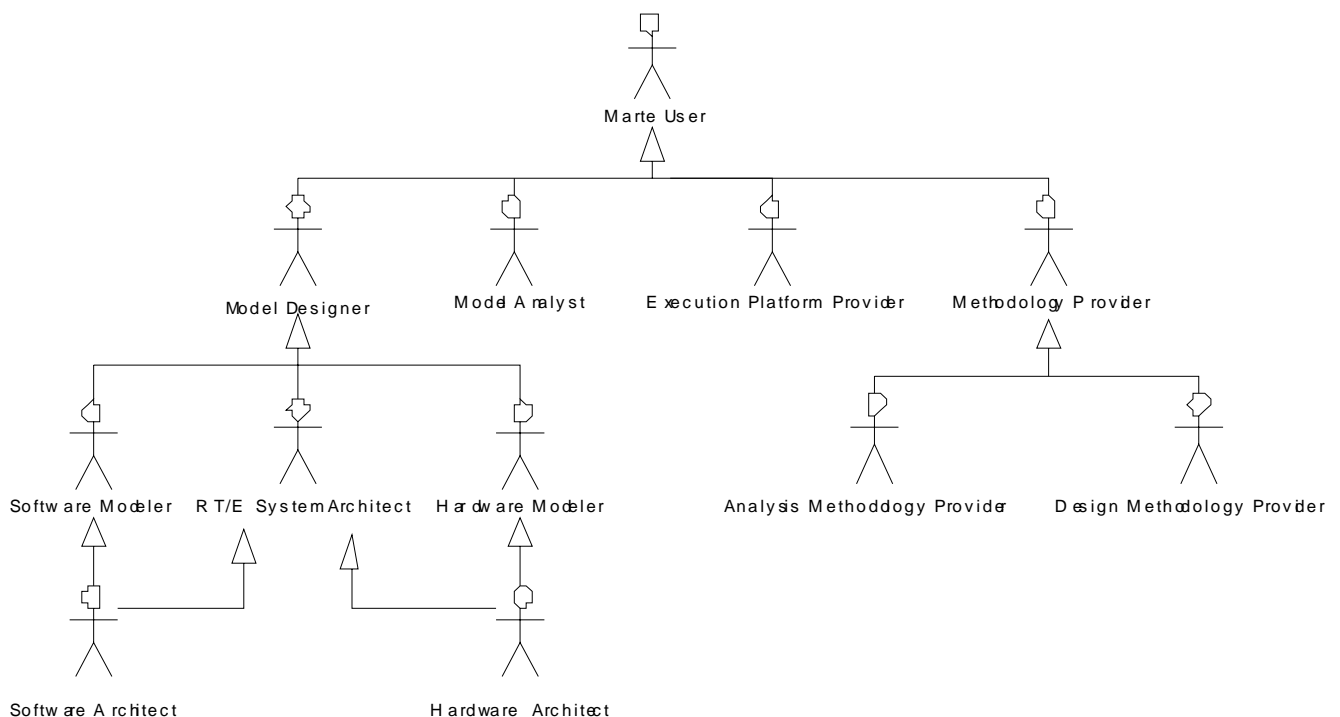 Marte User
Model Designer
Model Analyst
Execution Platform Provider
Methodology Provider
Software Modeler
RT/E System Architect
Hardware Modeler
Analysis Methodology Provider
Design Methodology Provider
Software Architect
Hardware Architect